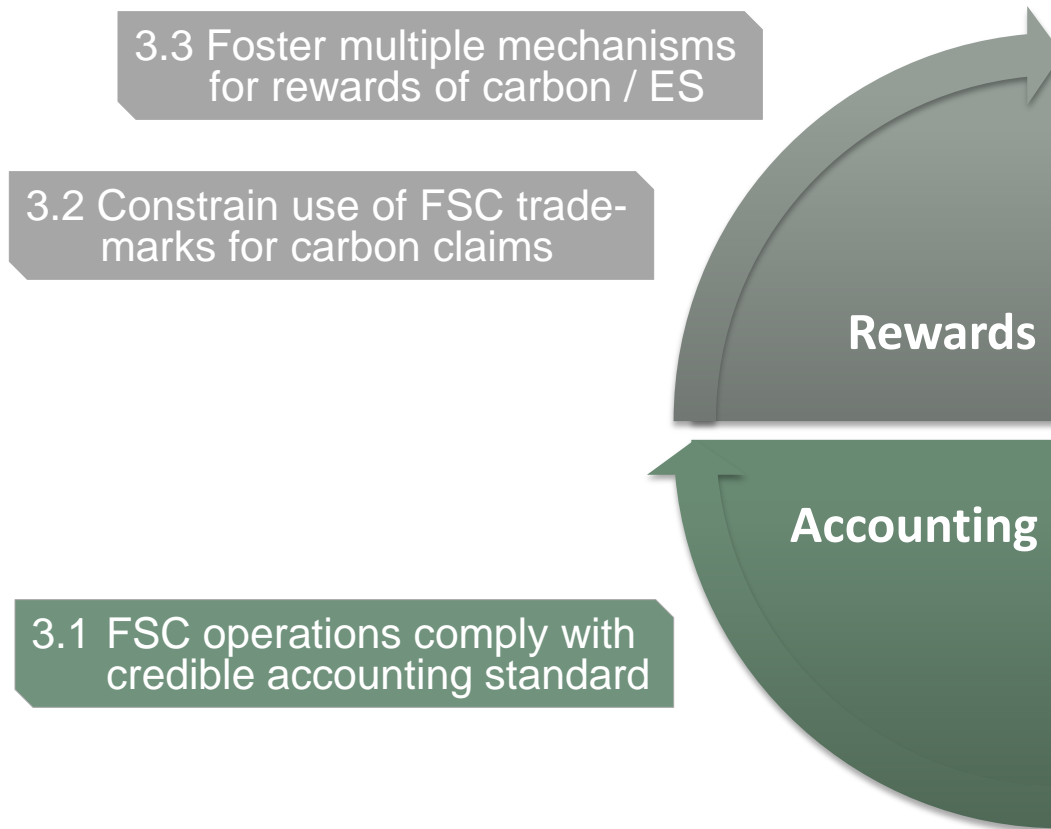 3.3 Foster multiple mechanisms
for rewards of carbon / ES
3.2 Constrain use of FSC trade-
marks for carbon claims
Rewards
Accounting
3.1 FSC operations comply with
credible accounting standard